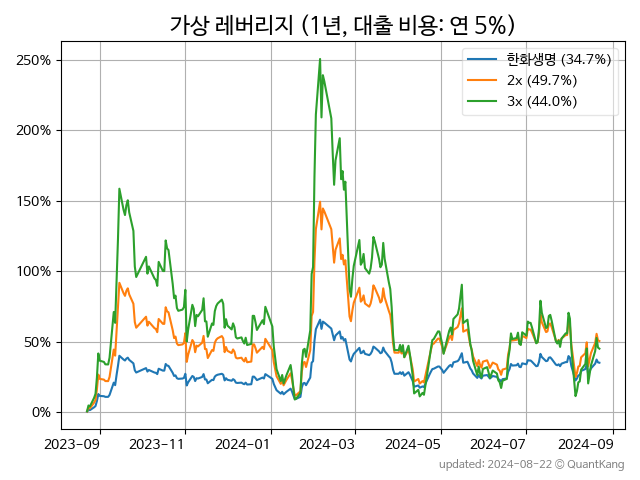 가상 레버리지 (1년, 대출 비용: 연 5%)
한화생명 (34.7%)
2x (49.7%)
3x (44.0%)
250%
200%
150%
100%
50%
0%
2023-09 2023-11 2024-01 2024-03 2024-05 2024-07 2024-09
updated: 2024-08-22 © QuantKang